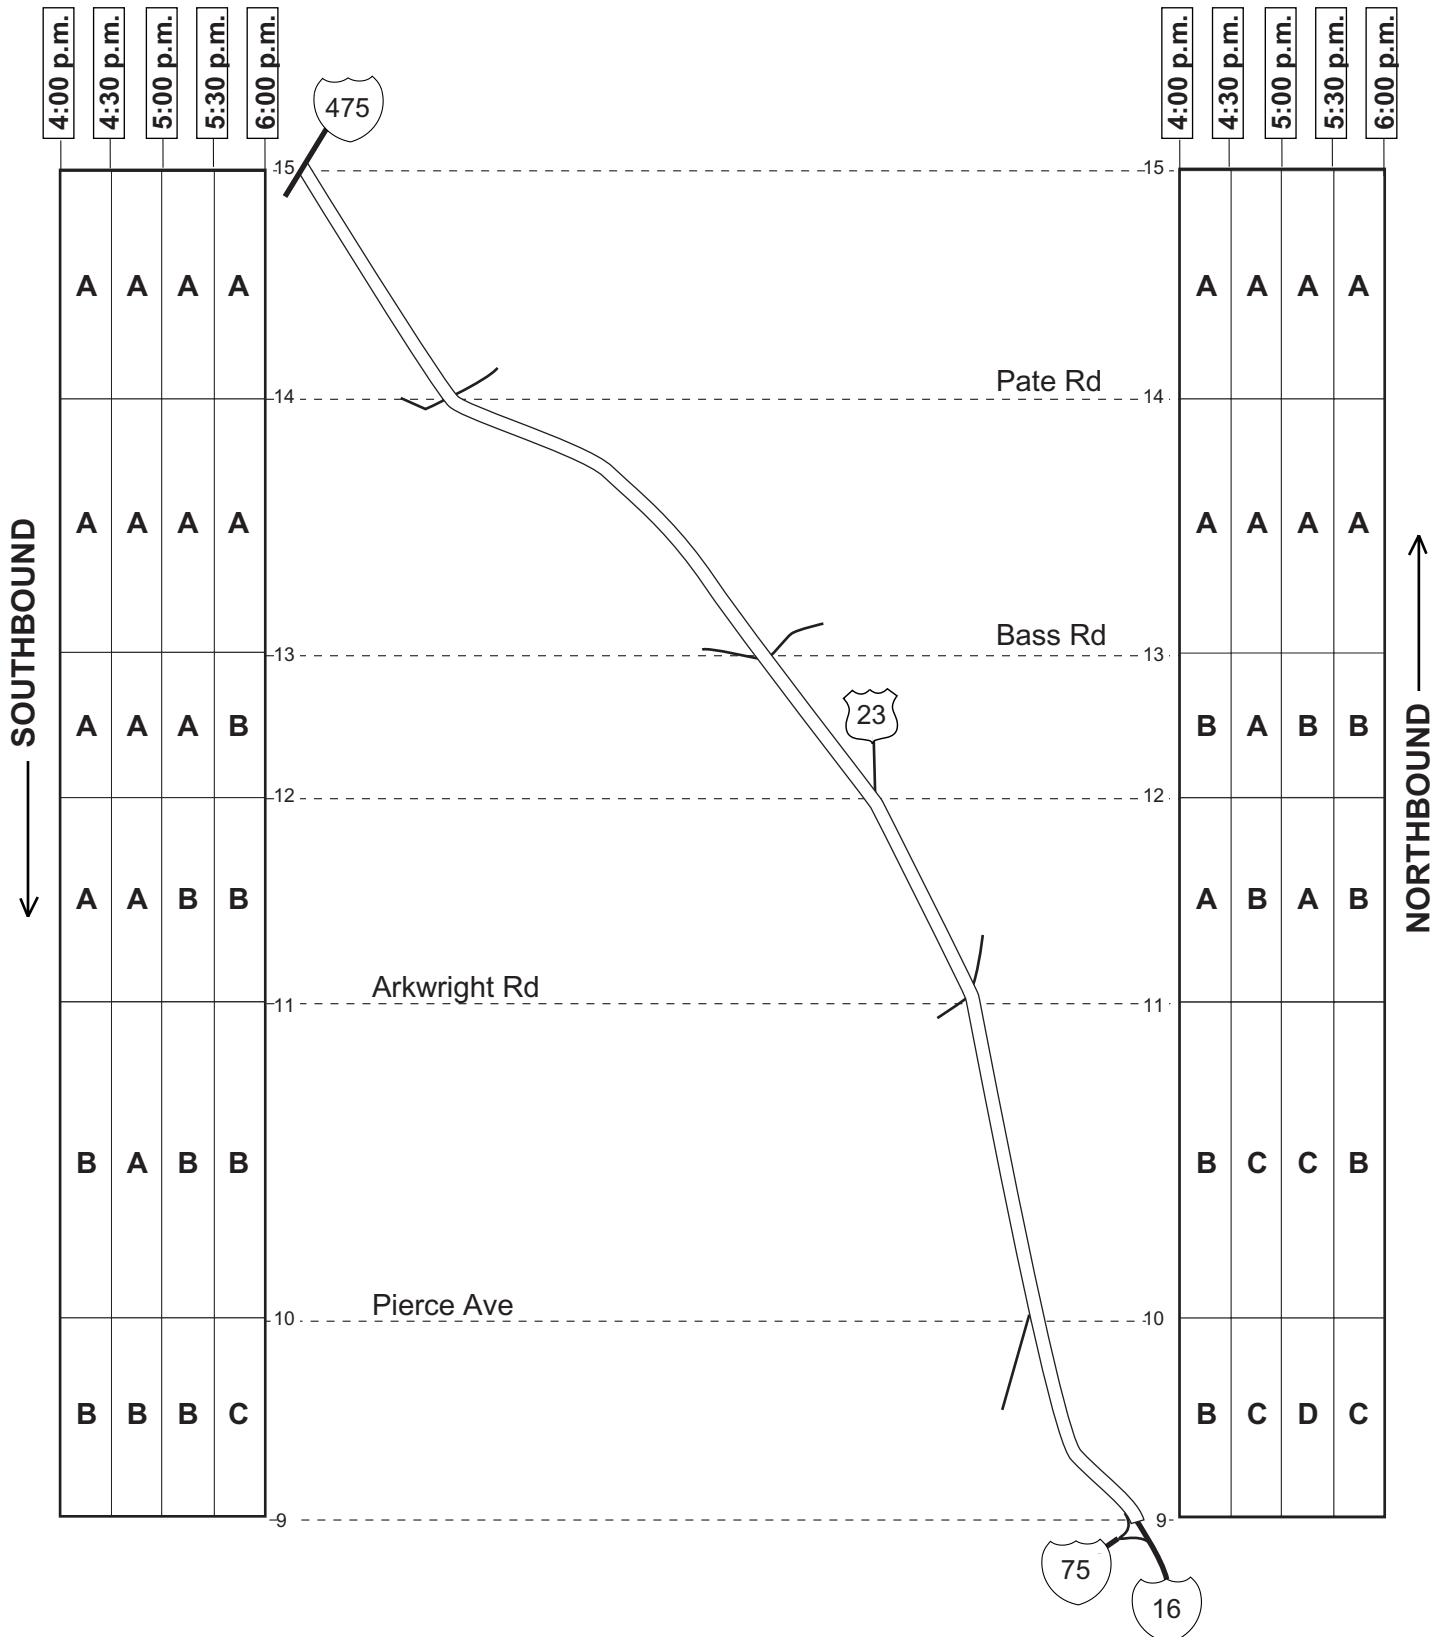 4:00 p.m. 4:30 p.m. 5:00 p.m. 5:30 p.m. 6:00 p.m.
4:00 p.m. 4:30 p.m. 5:00 p.m. 5:30 p.m. 6:00 p.m.
475
15 15
A A A A
A A A A
Pate Rd
14 14
A A A A
A A A A
SOUTHBOUND
NORTHBOUND
Bass Rd
13 13
23
A A A B
B A B B
12 12
A A B B
A B A B
Arkwright Rd
11 11
B A B B
B C C B
Pierce Ave
10 10
B B B C
B C D C
9 9
75
16